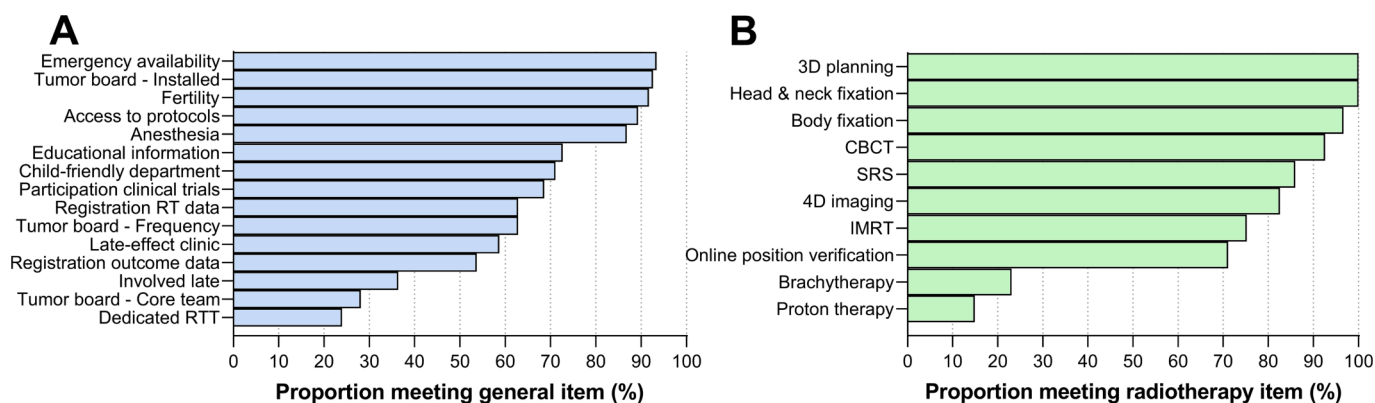 A
Emergency availability
Tumor board - Installed
Fertility
Access to protocols
Anesthesia
Educational information
Child-friendly department
Participation clinical trials
Registration RT data
Tumor board - Frequency
Late-effect clinic
Registration outcome data
Involved late
Tumor board - Core team
Dedicated RTT
0 10 20 30 40 50 60 70 80 90 100
Proportion meeting general item (%)
B
3D planning
Head & neck fixation
Body fixation
CBCT
SRS
4D imaging
IMRT
Online position verification
Brachytherapy
Proton therapy
0 10 20 30 40 50 60 70 80 90 100
Proportion meeting radiotherapy item (%)